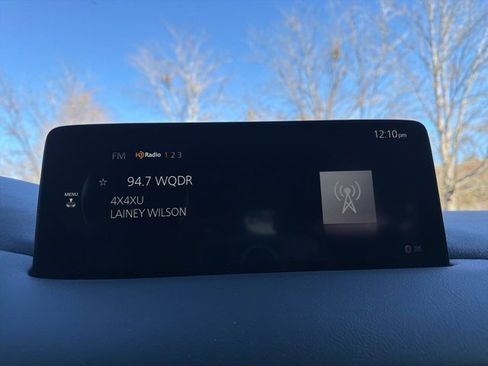 12:10pm
FM HD Radio 1 2 3
☆ 94.7 WQDR
MENU
4X4XU
LAINEY WILSON